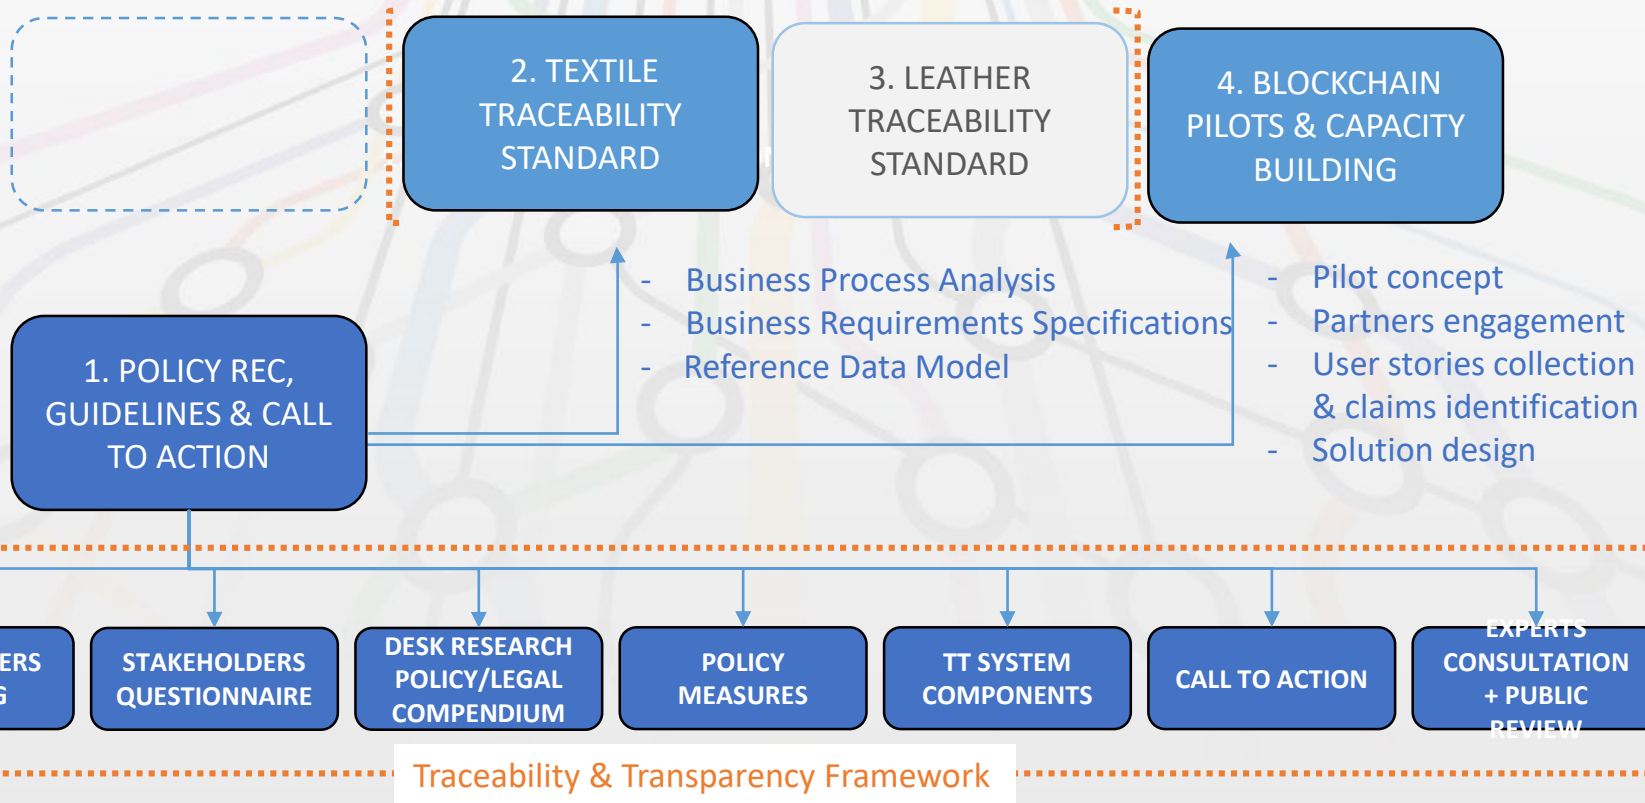 2. TEXTILE
TRACEABILITY
STANDARD
3. LEATHER
TRACEABILITY
STANDARD
4. BLOCKCHAIN
PILOTS & CAPACITY
BUILDING
- Business Process Analysis
- Business Requirements Specifications
- Reference Data Model
- Pilot concept
- Partners engagement
- User stories collection
& claims identification
- Solution design
1. POLICY REC,
GUIDELINES & CALL
TO ACTION
ERS
G
STAKEHOLDERS
QUESTIONNAIRE
DESK RESEARCH
POLICY/LEGAL
COMPENDIUM
POLICY
MEASURES
TT SYSTEM
COMPONENTS
CALL TO ACTION
EXPERTS
CONSULTATION
+ PUBLIC
REVIEW
Traceability & Transparency Framework